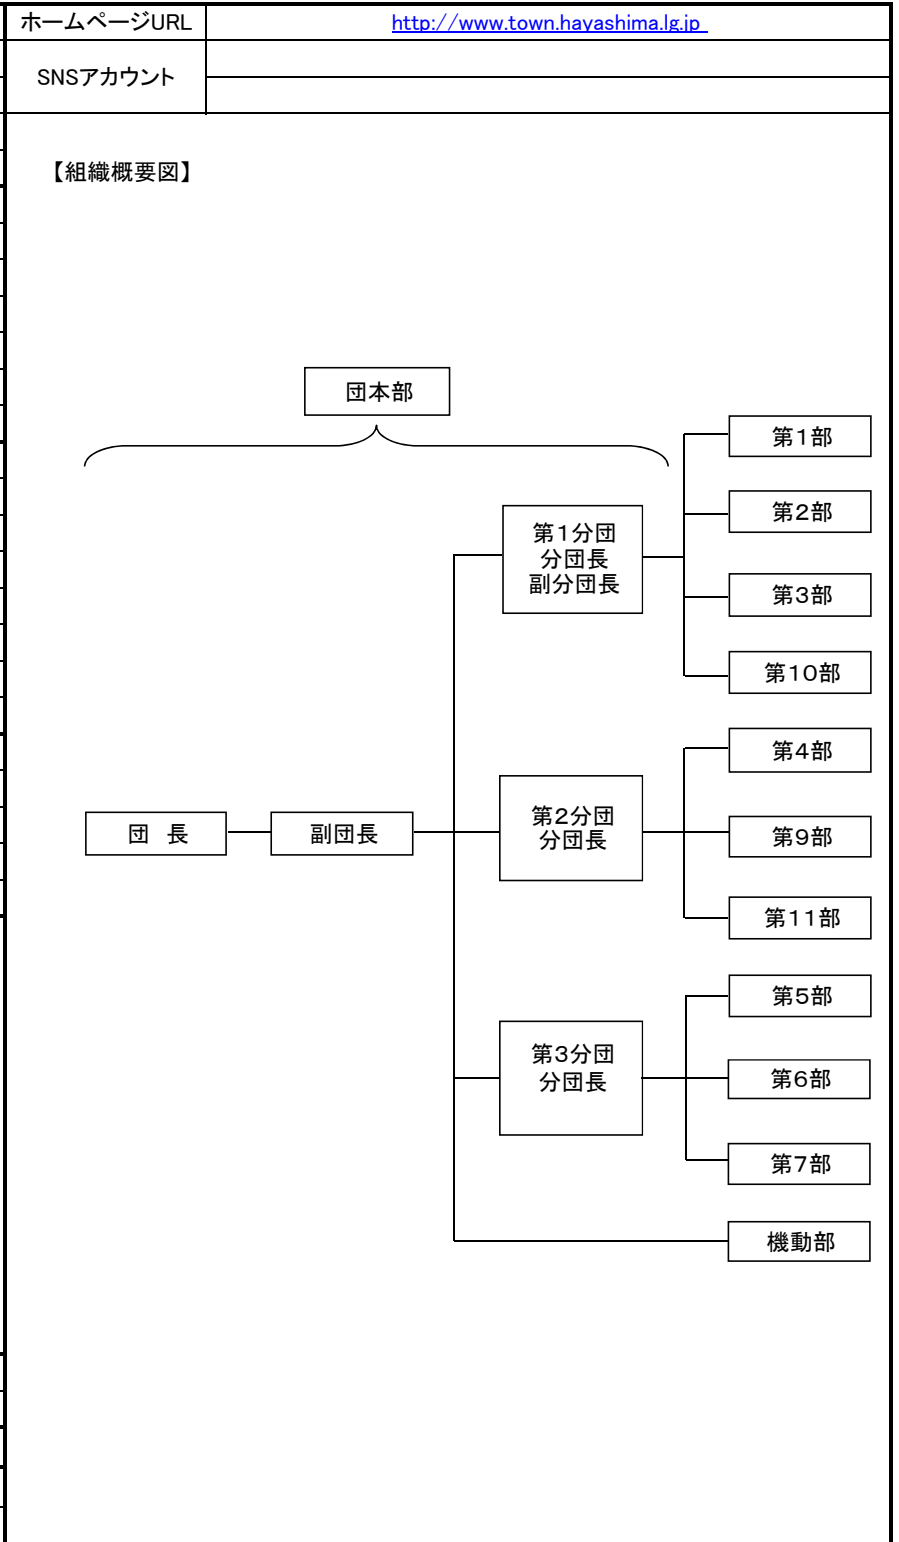 ホームページURL
http://www.town.hayashima.lg.jp
SNSアカウント
【組織概要図】
団本部
第1部
第2部
第1分団
分団長
副分団長
第3部
第10部
第4部
第2分団
分団長
団　長
副団長
第9部
第11部
第5部
第3分団
分団長
第6部
第7部
機動部